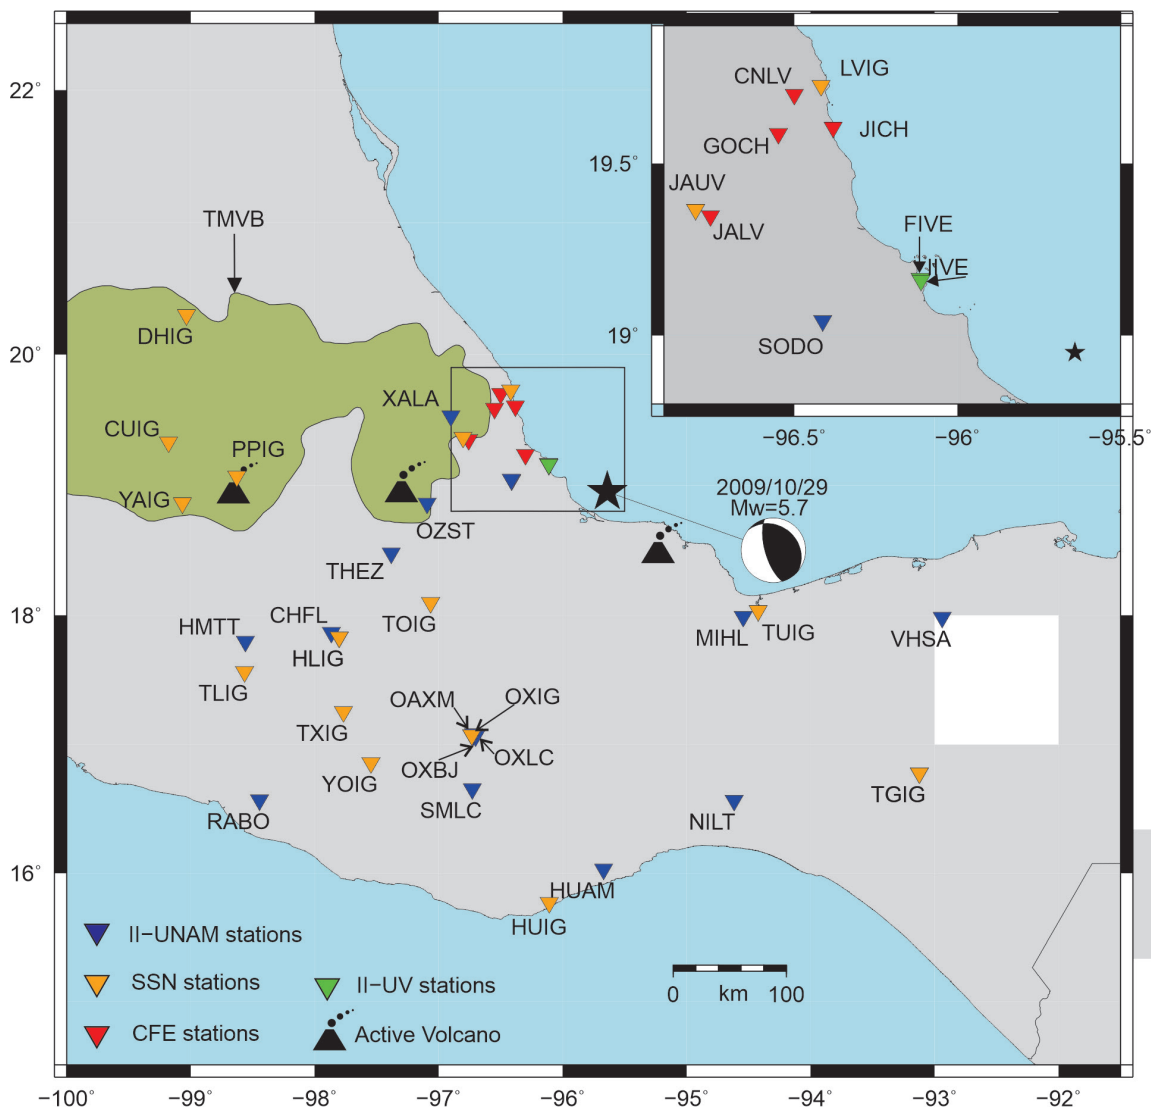 22°
20°
18°
16°
−100°
−99°
−98°
−97°
−96°
−95°
−94°
−93°
−92°
CNLV
LVIG
JICH
GOCH
19.5°
JAUV
JALV
FIVE
IIVE
SODO
19°
−96.5°
−96°
−95.5°
TMVB
DHIG
XALA
CUIG
PPIG
YAIG
OZST
2009/10/29
Mw=5.7
THEZ
TOIG
CHFL
HMTT
HLIG
TLIG
MIHL
TUIG
VHSA
OAXM
OXIG
TXIG
OXBJ
OXLC
YOIG
SMLC
TGIG
RABO
NILT
HUAM
HUIG
II−UNAM stations
SSN stations
II−UV stations
CFE stations
Active Volcano
0 km 100